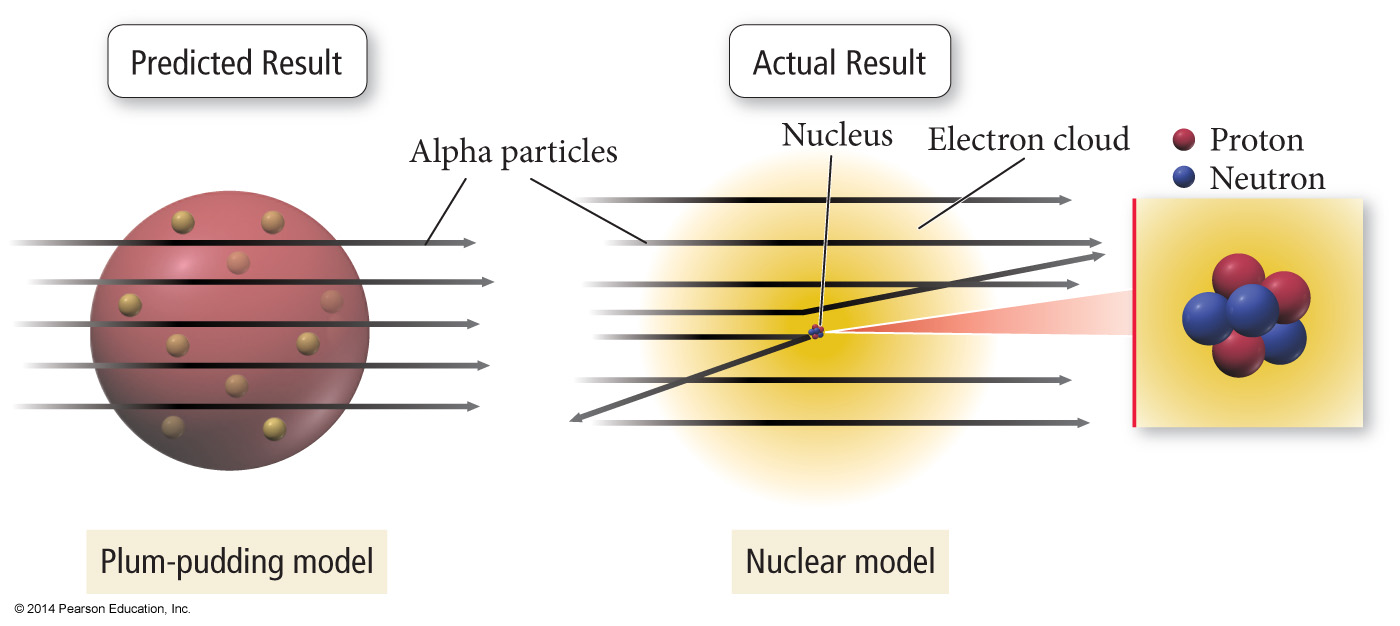 Predicted Result
Actual Result
Alpha particles
Nucleus
Electron cloud
Proton
Neutron
Plum-pudding model
Nuclear model
© 2014 Pearson Education, Inc.